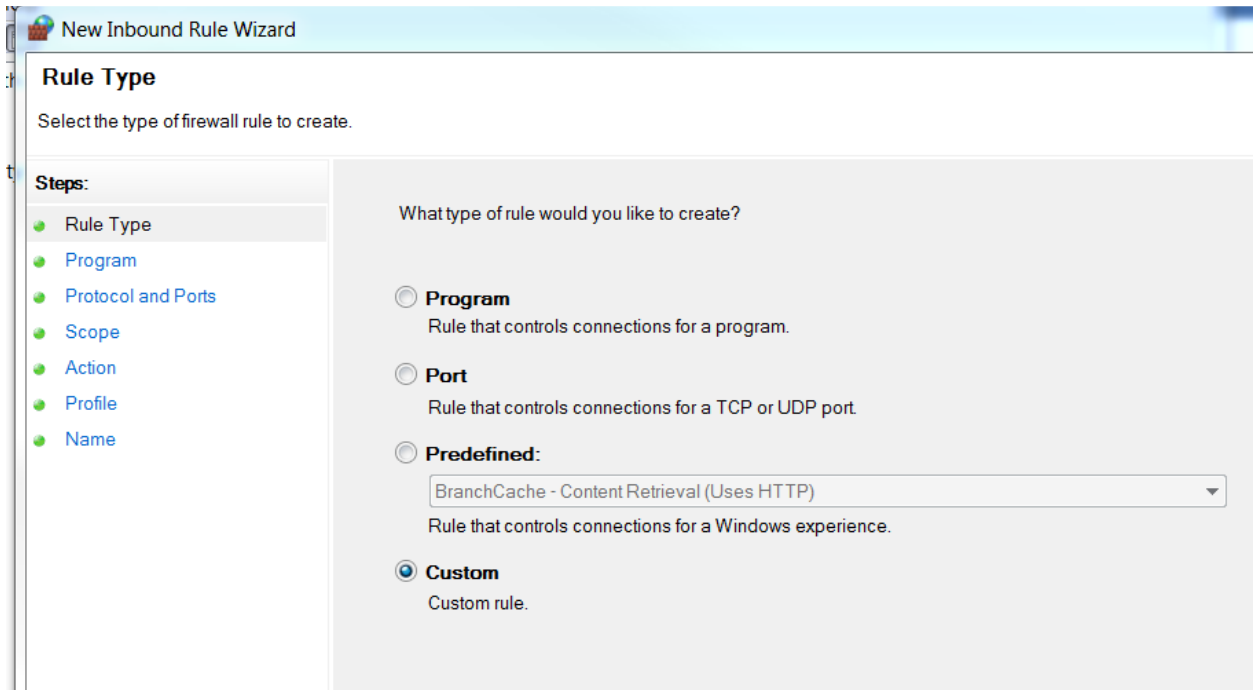 New Inbound Rule Wizard
Rule Type
Select the type of firewall rule to create.
Steps:
Rule Type
Program
Protocol and Ports
Scope
Action
Profile
Name
What type of rule would you like to create?
Program
Rule that controls connections for a program.
Port
Rule that controls connections for a TCP or UDP port.
Predefined:
BranchCache - Content Retrieval (Uses HTTP)
Rule that controls connections for a Windows experience.
Custom
Custom rule.